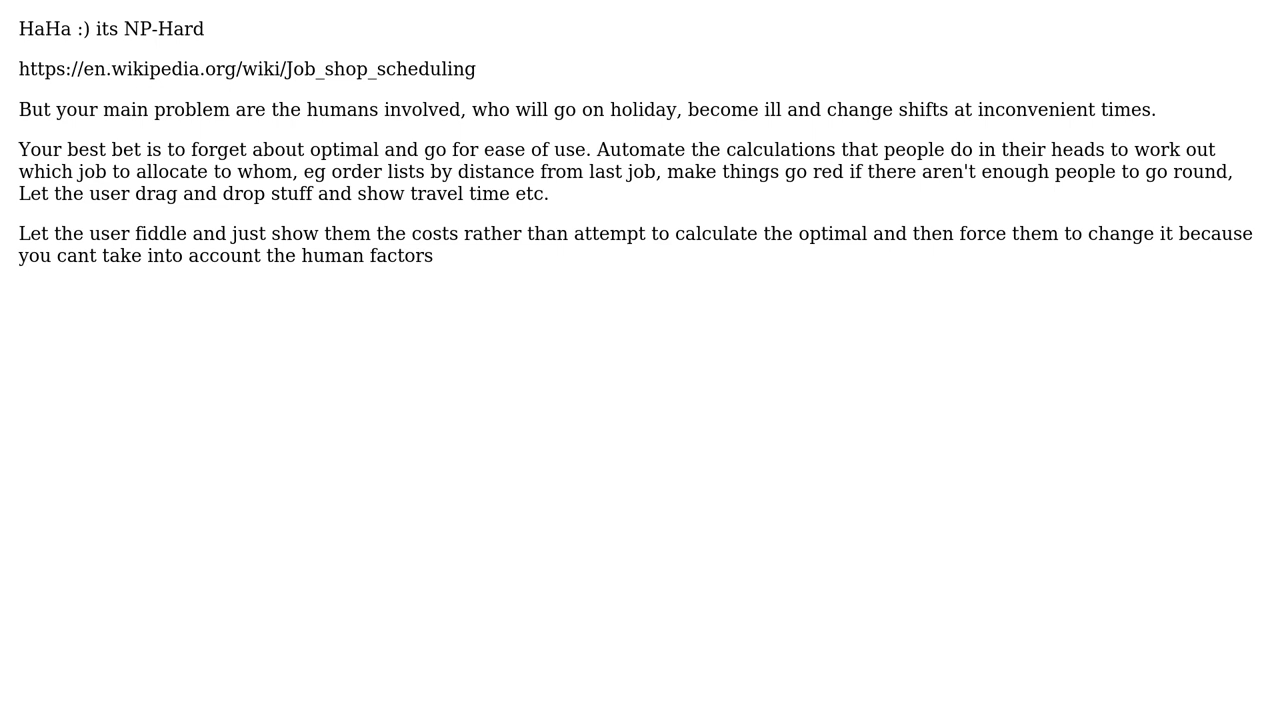 HaHa :) its NP-Hard
https://en.wikipedia.org/wiki/Job_shop_scheduling
But your main problem are the humans involved, who will go on holiday, become ill and change shifts at inconvenient times.
Your best bet is to forget about optimal and go for ease of use. Automate the calculations that people do in their heads to work out
which job to allocate to whom, eg order lists by distance from last job, make things go red if there aren't enough people to go round,
Let the user drag and drop stuff and show travel time etc.
Let the user fiddle and just show them the costs rather than attempt to calculate the optimal and then force them to change it because
you cant take into account the human factors